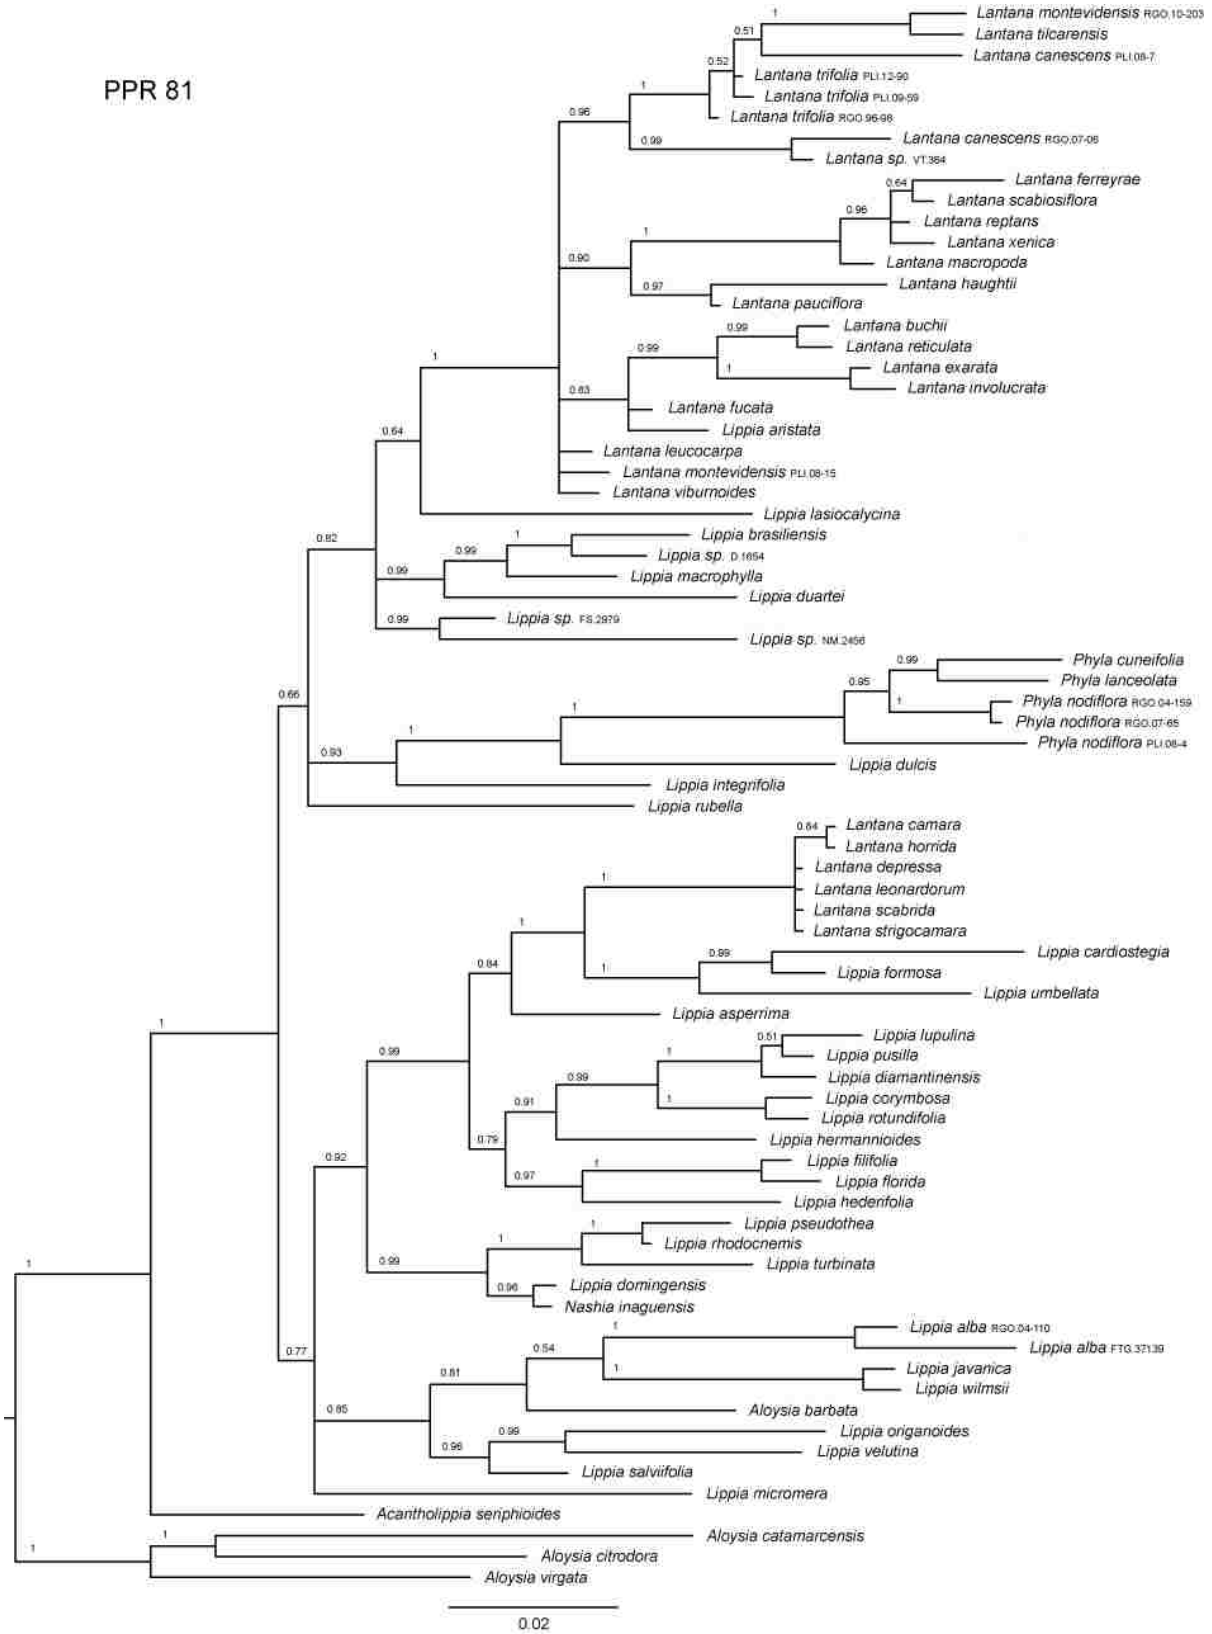 1
Lantana montevidensis RGO.10-203
0.51
Lantana tilcarensis
Lantana canescens PLI.08-7
0.52
PPR 81
Lantana trifolia PLI.12-90
1
Lantana trifolia PLI.09-59
0.96
Lantana trifolia RGO.96-98
0.99
Lantana canescens RGO.07-06
Lantana sp. VT.364
0.64
Lantana ferreyrae
Lantana scabiosiflora
0.96
Lantana reptans
1
Lantana xenica
0.90
Lantana macropoda
0.97
Lantana haughtii
Lantana pauciflora
0.99
Lantana buchii
0.99
Lantana reticulata
1
1
Lantana exarata
0.63
Lantana involucrata
Lantana fucata
0.64
Lippia aristata
Lantana leucocarpa
Lantana montevidensis PLI.08-15
Lantana viburnoides
Lippia lasiocalycina
0.82
1
Lippia brasiliensis
0.99
Lippia sp. D.1654
0.99
Lippia macrophylla
Lippia duartei
0.99
Lippia sp. FS.2979
Lippia sp. NM.2456
0.99
Phyla cuneifolia
0.95
Phyla lanceolata
0.66
1
Phyla nodiflora RGO.04-159
1
Phyla nodiflora RGO.07-65
1
Phyla nodiflora PLI.08-4
0.93
Lippia dulcis
Lippia integrifolia
Lippia rubella
0.84
Lantana camara
Lantana horrida
Lantana depressa
1
Lantana leonardorum
Lantana scabrida
1
Lantana strigocamara
0.99
Lippia cardiostegia
0.84
1
Lippia formosa
Lippia umbellata
Lippia asperrima
1
0.51
Lippia lupulina
0.99
1
Lippia pusilla
0.99
Lippia diamantinensis
1
Lippia corymbosa
0.91
Lippia rotundifolia
0.79
Lippia hermannioides
0.92
1
Lippia filifolia
0.97
Lippia florida
Lippia hederifolia
1
Lippia pseudothea
1
Lippia rhodocnemis
1
0.99
Lippia turbinata
0.96
Lippia domingensis
Nashia inaguensis
1
Lippia alba RGO.04-110
0.77
0.54
Lippia alba FTG.37139
0.81
1
Lippia javanica
Lippia wilmsii
0.85
Aloysia barbata
0.99
Lippia origanoides
0.96
Lippia velutina
Lippia salviifolia
Lippia micromera
Acantholippia seriphioides
1
1
Aloysia catamarcensis
Aloysia citrodora
Aloysia virgata
0.02